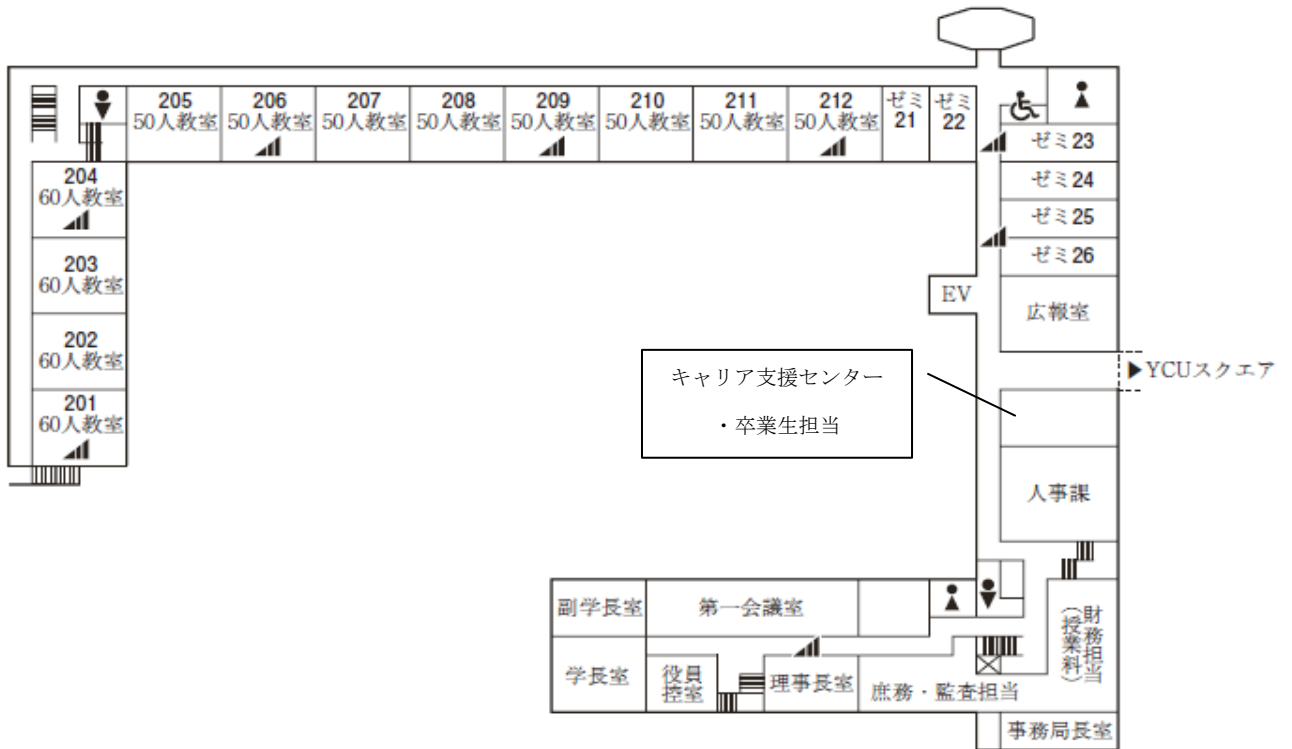 205
50人教室
206
50人教室
207
50人教室
208
50人教室
209
50人教室
210
50人教室
211
50人教室
212
50人教室
ゼミ
21
ゼミ
22
ゼミ23
ゼミ24
ゼミ25
ゼミ26
204
60人教室
203
60人教室
202
60人教室
201
60人教室
EV
広報室
▶YCUスクエア
キャリア支援センター
・卒業生担当
人事課
副学長室
第一会議室
学長室
役員
控室
理事長室
庶務・監査担当
財務担当
(授業料)
事務局長室